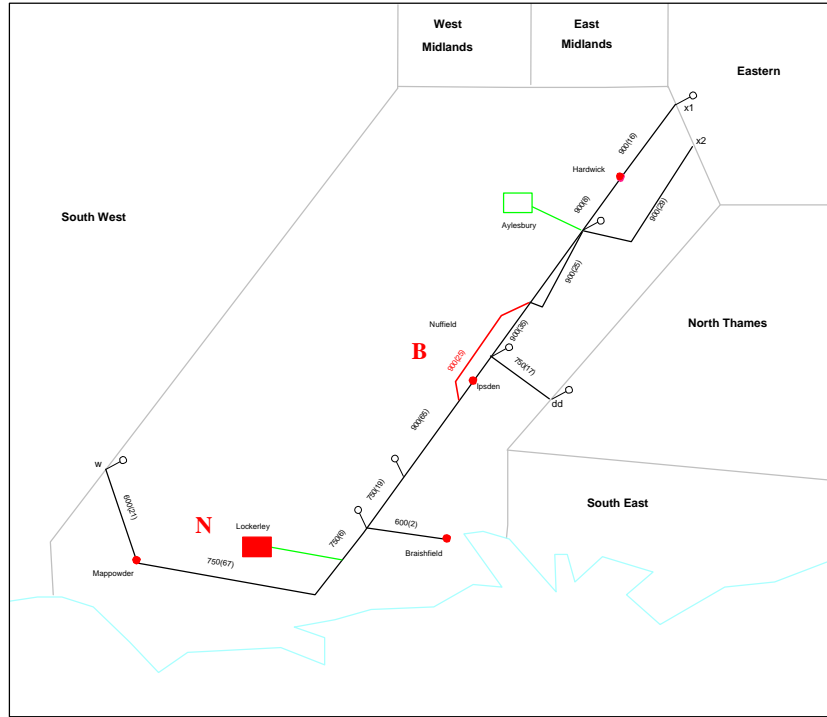 West
Midlands
East
Midlands
Eastern
x1
900(16)
x2
Hardwick
South West
900(6)
900(29)
Aylesbury
900(25)
Nuffield
900(35)
North Thames
B
900(25)
750(17)
Ipsden
dd
900(65)
w
750(19)
600(21)
South East
N
Lockerley
750(6)
600(2)
Braishfield
Mappowder
750(67)